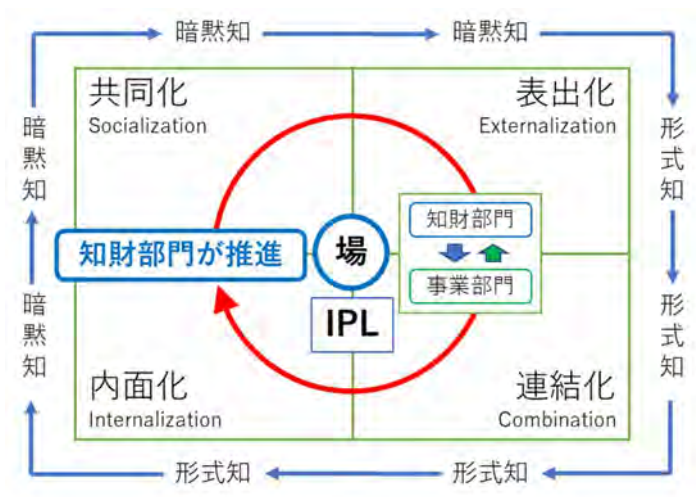 暗黙知
暗黙知
共同化
Socialization
表出化
Externalization
暗黙知
形式知
知財部門が推進
場
知財部門
事業部門
IPL
暗黙知
形式知
内面化
Internalization
連結化
Combination
形式知
形式知